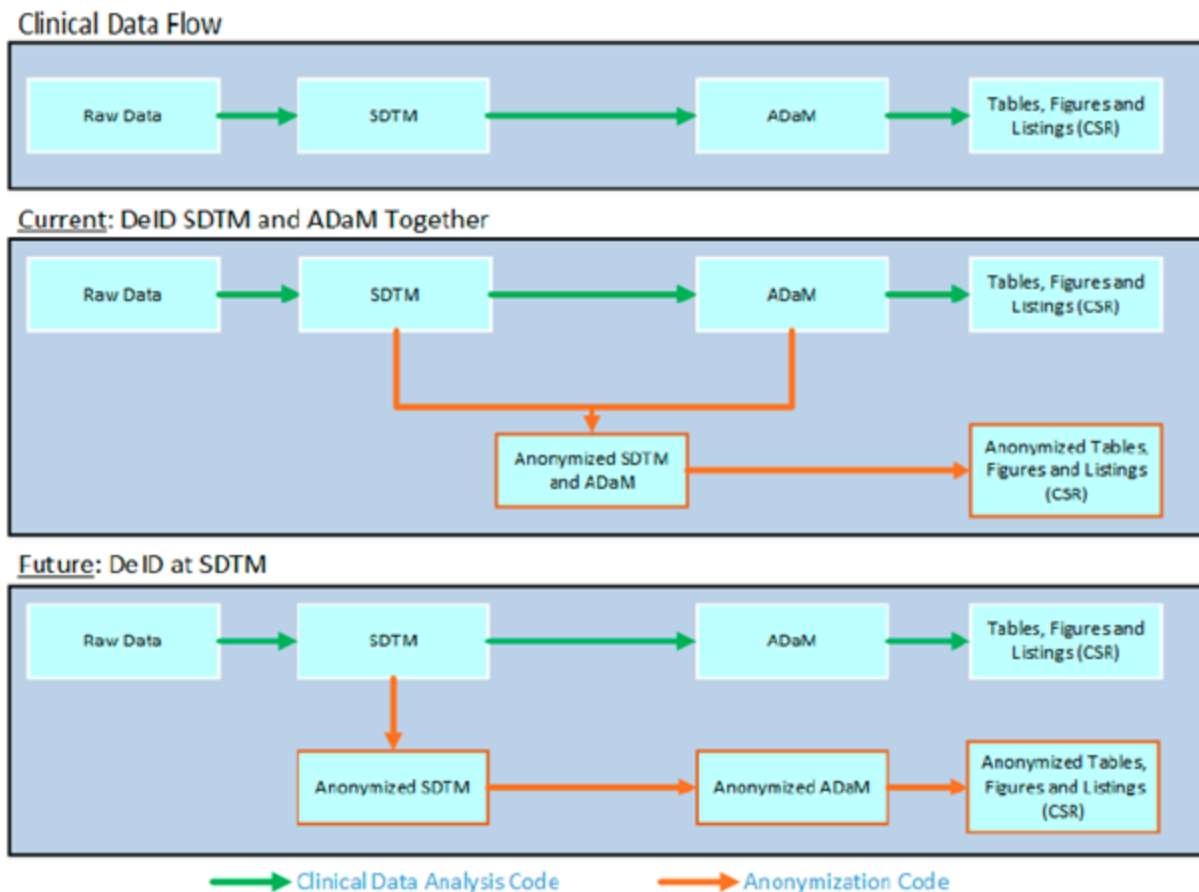 Clinical Data Flow
Raw Data
SDTM
ADaM
Tables, Figures and
Listings (CSR)
Current: DeID SDTM and ADaM Together
Raw Data
SDTM
ADaM
Tables, Figures and
Listings (CSR)
Anonymized SDTM
and ADaM
Anonymized Tables,
Figures and Listings
(CSR)
Future: DeID at SDTM
Raw Data
SDTM
ADaM
Tables, Figures and
Listings (CSR)
Anonymized SDTM
Anonymized ADaM
Anonymized Tables,
Figures and Listings
(CSR)
Clinical Data Analysis Code
Anonymization Code